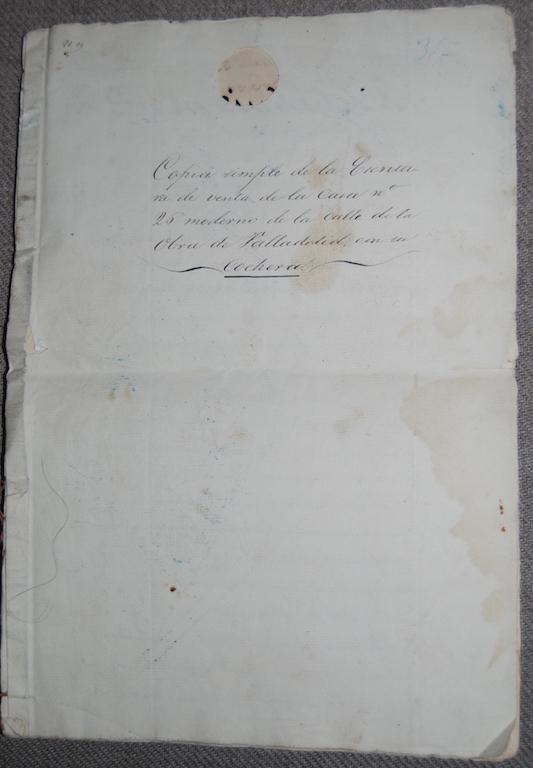 Copia simple de la Escritu
ra de venta de la Casa nº
26 moderno de la calle de la
Obra de Valladolid, con su
cochera